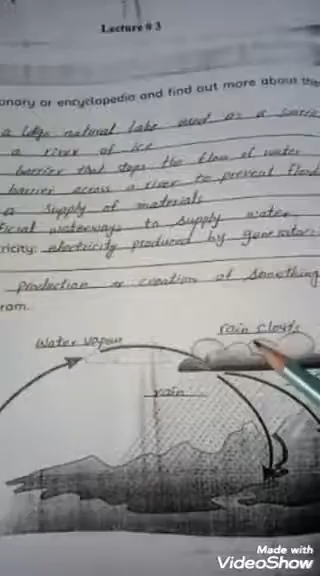 Lecture # 3
onary or encyclopedia and find out more about the
a large natural lake used as a
a river of ice
barrier that stops the flow of water
barrier across a river to prevent flood
a supply of materials
ficial waterways to supply water
ricity: electricity produced by generator
production or creation of something
ram.
Water vapour
rain clouds
rain
Made with
VideoShow